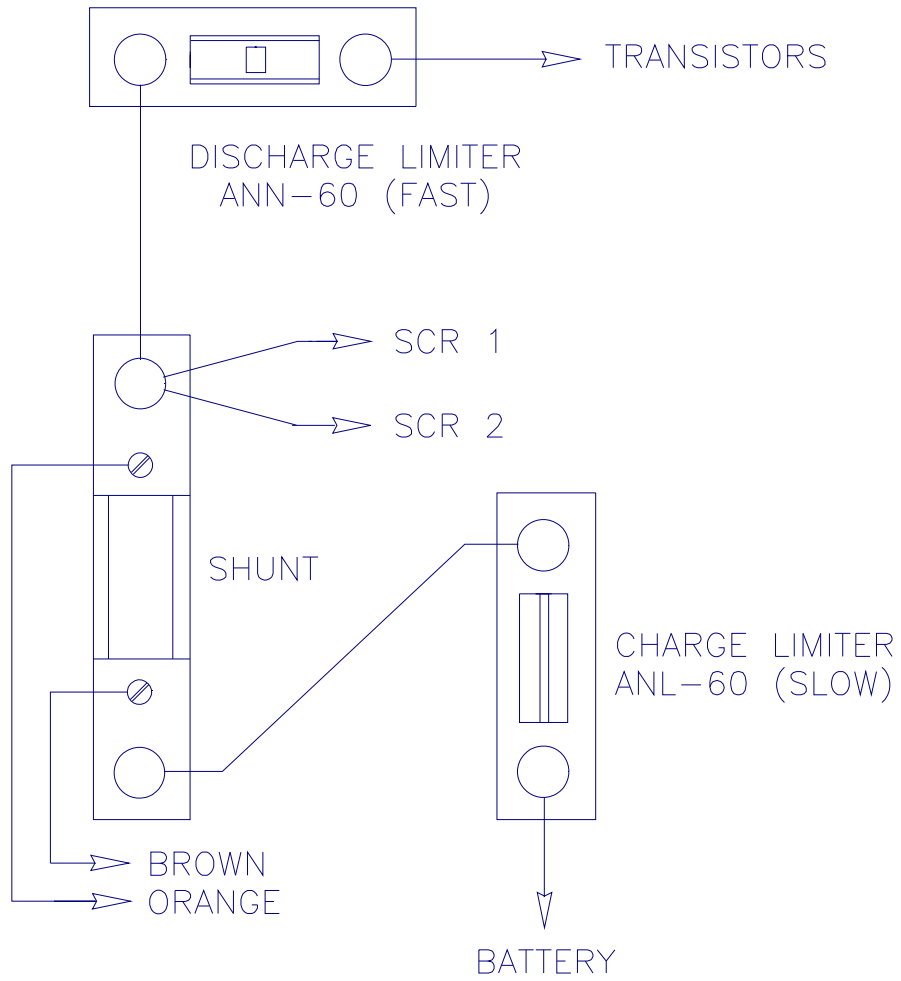 TRANSISTORS
DISCHARGE LIMITER
ANN-60 (FAST)
SCR 1
SCR 2
SHUNT
CHARGE LIMITER
ANL-60 (SLOW)
BROWN
ORANGE
BATTERY